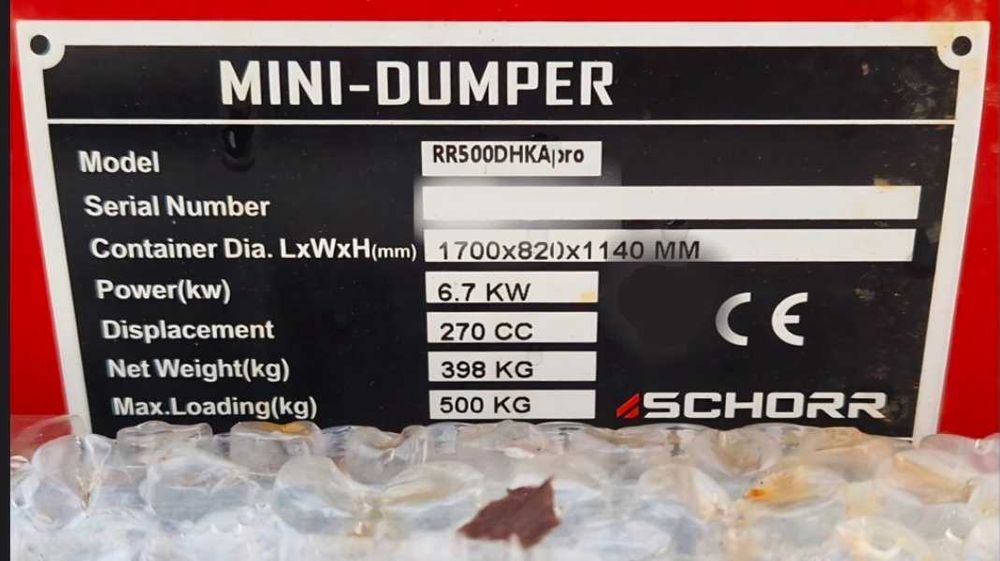 MINI-DUMPER
Model RR500DHKApro
Serial Number
Container Dia. LxWxH(mm) 1700x820x1140 MM
Power(kw) 6.7 KW
Displacement 270 CC
CE
Net Weight(kg) 398 KG
Max.Loading(kg) 500 KG
SCHORR